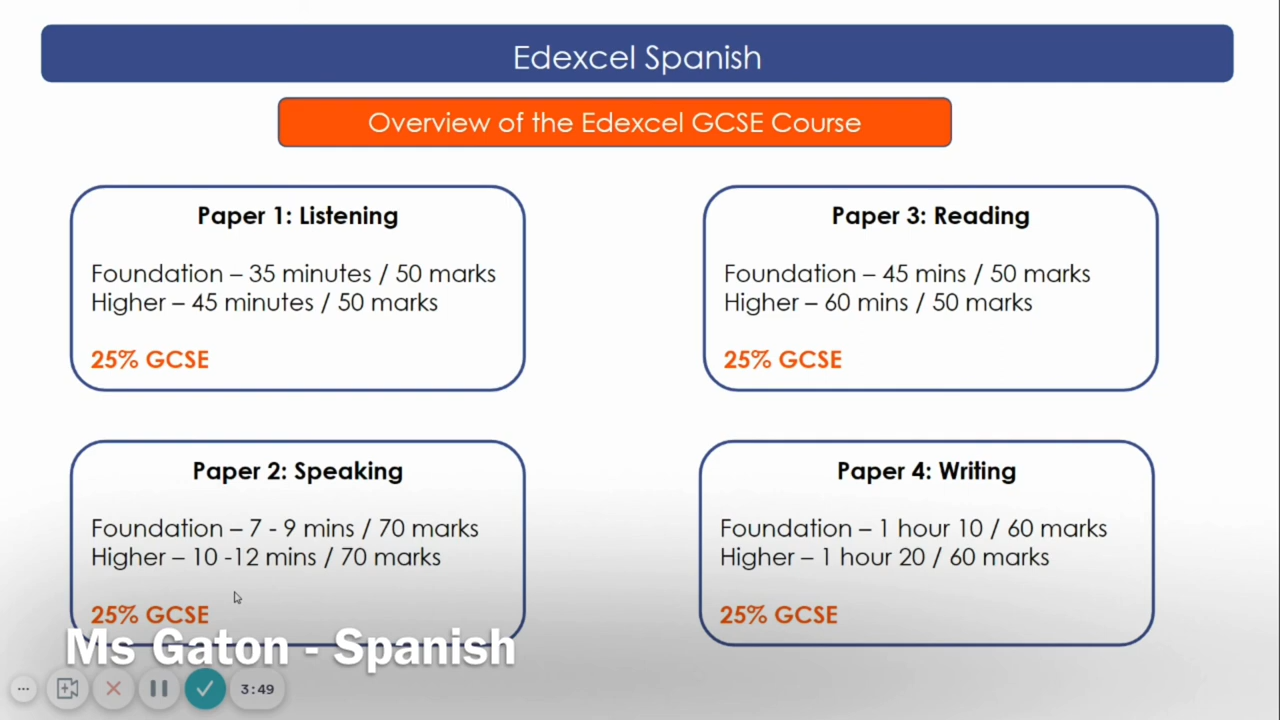 Edexcel Spanish
Overview of the Edexcel GCSE Course
Paper 1: Listening
Foundation – 35 minutes / 50 marks
Higher – 45 minutes / 50 marks
25% GCSE
Paper 3: Reading
Foundation – 45 mins / 50 marks
Higher – 60 mins / 50 marks
25% GCSE
Paper 2: Speaking
Foundation – 7 - 9 mins / 70 marks
Higher – 10 -12 mins / 70 marks
25% GCSE
Paper 4: Writing
Foundation – 1 hour 10 / 60 marks
Higher – 1 hour 20 / 60 marks
25% GCSE
Ms Gaton - Spanish
3:49